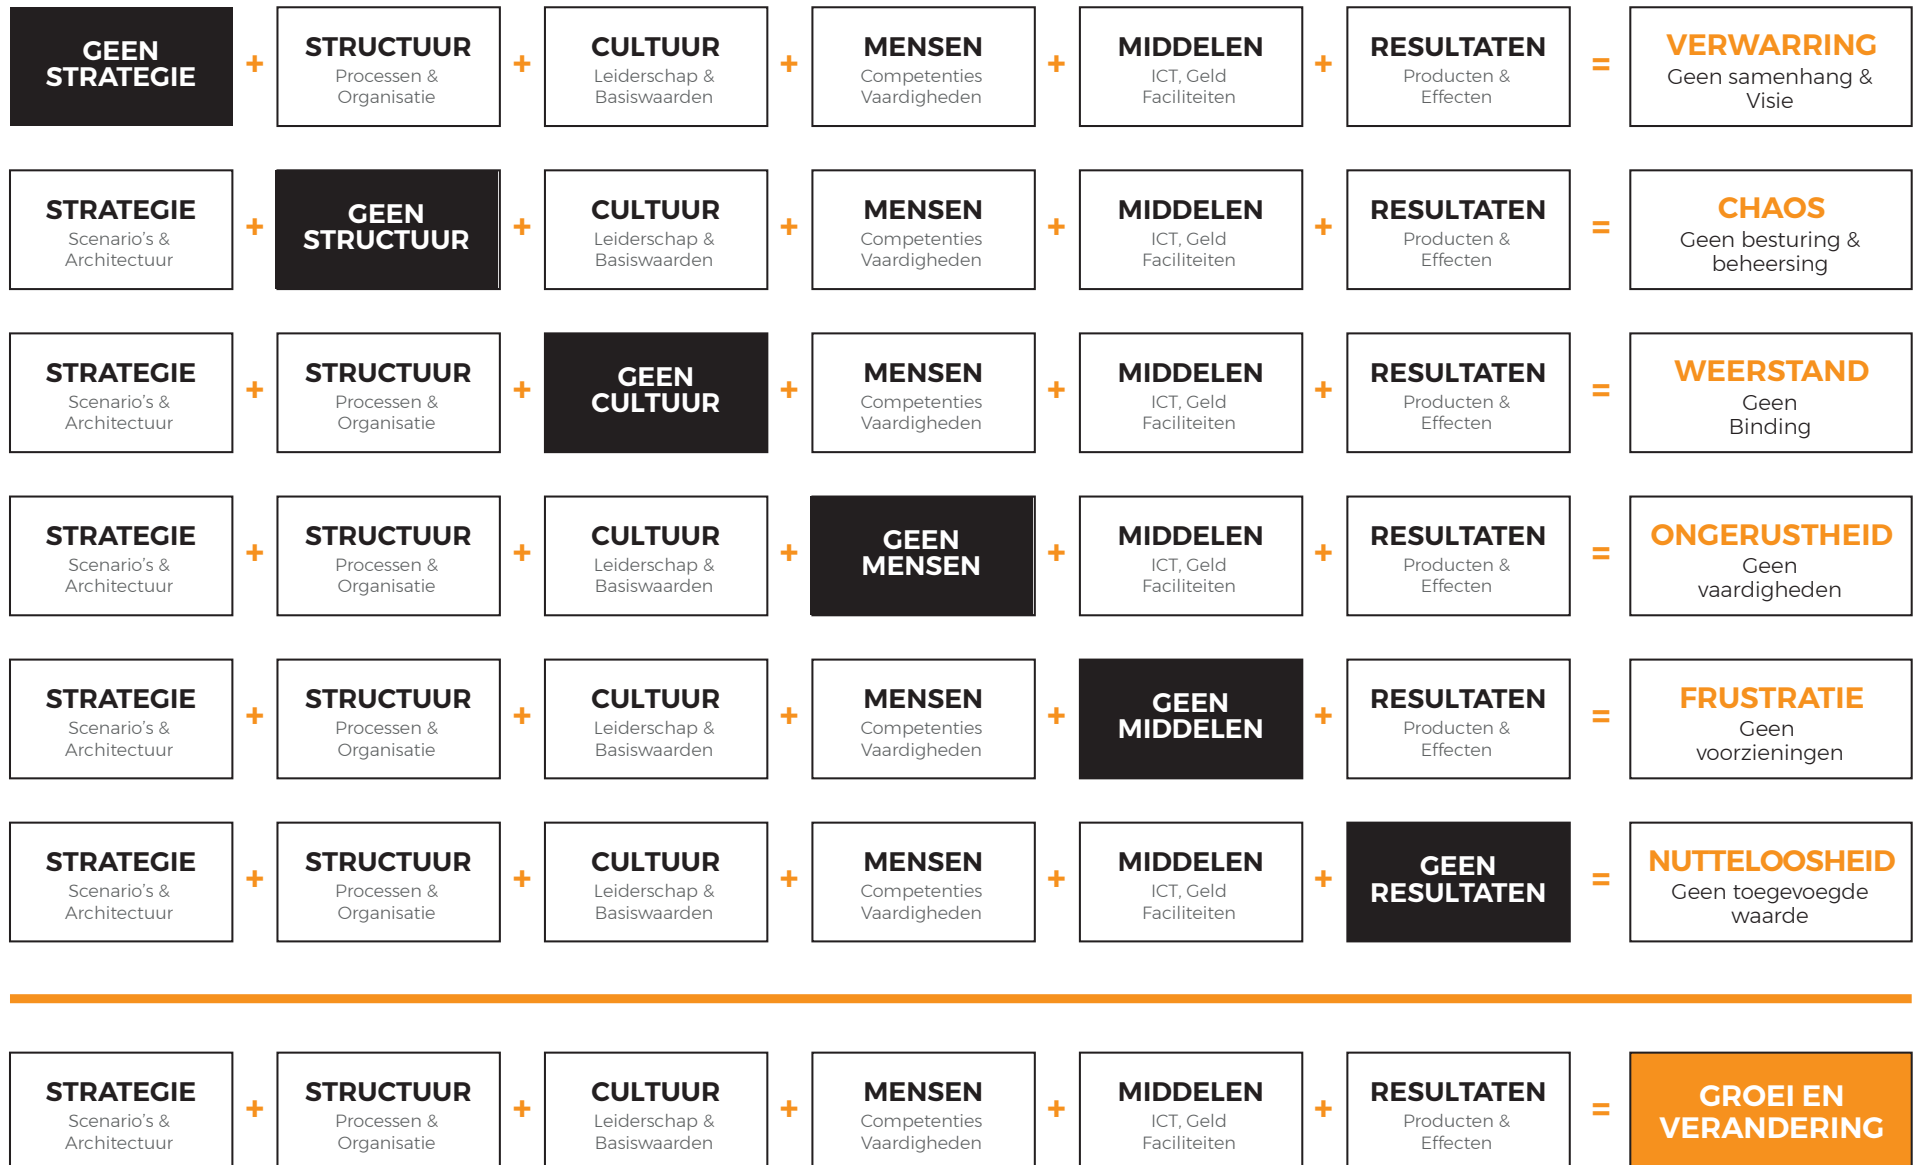 GEEN
STRATEGIE
+
STRUCTUUR
Processen &
Organisatie
+
CULTUUR
Leiderschap &
Basiswaarden
+
MENSEN
Competenties
Vaardigheden
+
MIDDELEN
ICT, Geld
Faciliteiten
+
RESULTATEN
Producten &
Effecten
=
VERWARRING
Geen samenhang &
Visie
STRATEGIE
Scenario's &
Architectuur
+
GEEN
STRUCTUUR
+
CULTUUR
Leiderschap &
Basiswaarden
+
MENSEN
Competenties
Vaardigheden
+
MIDDELEN
ICT, Geld
Faciliteiten
+
RESULTATEN
Producten &
Effecten
=
CHAOS
Geen besturing &
beheersing
STRATEGIE
Scenario's &
Architectuur
+
STRUCTUUR
Processen &
Organisatie
+
GEEN
CULTUUR
+
MENSEN
Competenties
Vaardigheden
+
MIDDELEN
ICT, Geld
Faciliteiten
+
RESULTATEN
Producten &
Effecten
=
WEERSTAND
Geen
Binding
STRATEGIE
Scenario's &
Architectuur
+
STRUCTUUR
Processen &
Organisatie
+
CULTUUR
Leiderschap &
Basiswaarden
+
GEEN
MENSEN
+
MIDDELEN
ICT, Geld
Faciliteiten
+
RESULTATEN
Producten &
Effecten
=
ONGERUSTHEID
Geen
vaardigheden
STRATEGIE
Scenario's &
Architectuur
+
STRUCTUUR
Processen &
Organisatie
+
CULTUUR
Leiderschap &
Basiswaarden
+
MENSEN
Competenties
Vaardigheden
+
GEEN
MIDDELEN
+
RESULTATEN
Producten &
Effecten
=
FRUSTRATIE
Geen
voorzieningen
STRATEGIE
Scenario's &
Architectuur
+
STRUCTUUR
Processen &
Organisatie
+
CULTUUR
Leiderschap &
Basiswaarden
+
MENSEN
Competenties
Vaardigheden
+
MIDDELEN
ICT, Geld
Faciliteiten
+
GEEN
RESULTATEN
=
NUTTELOOSHEID
Geen toegevoegde
waarde
STRATEGIE
Scenario's &
Architectuur
+
STRUCTUUR
Processen &
Organisatie
+
CULTUUR
Leiderschap &
Basiswaarden
+
MENSEN
Competenties
Vaardigheden
+
MIDDELEN
ICT, Geld
Faciliteiten
+
RESULTATEN
Producten &
Effecten
=
GROEI EN
VERANDERING